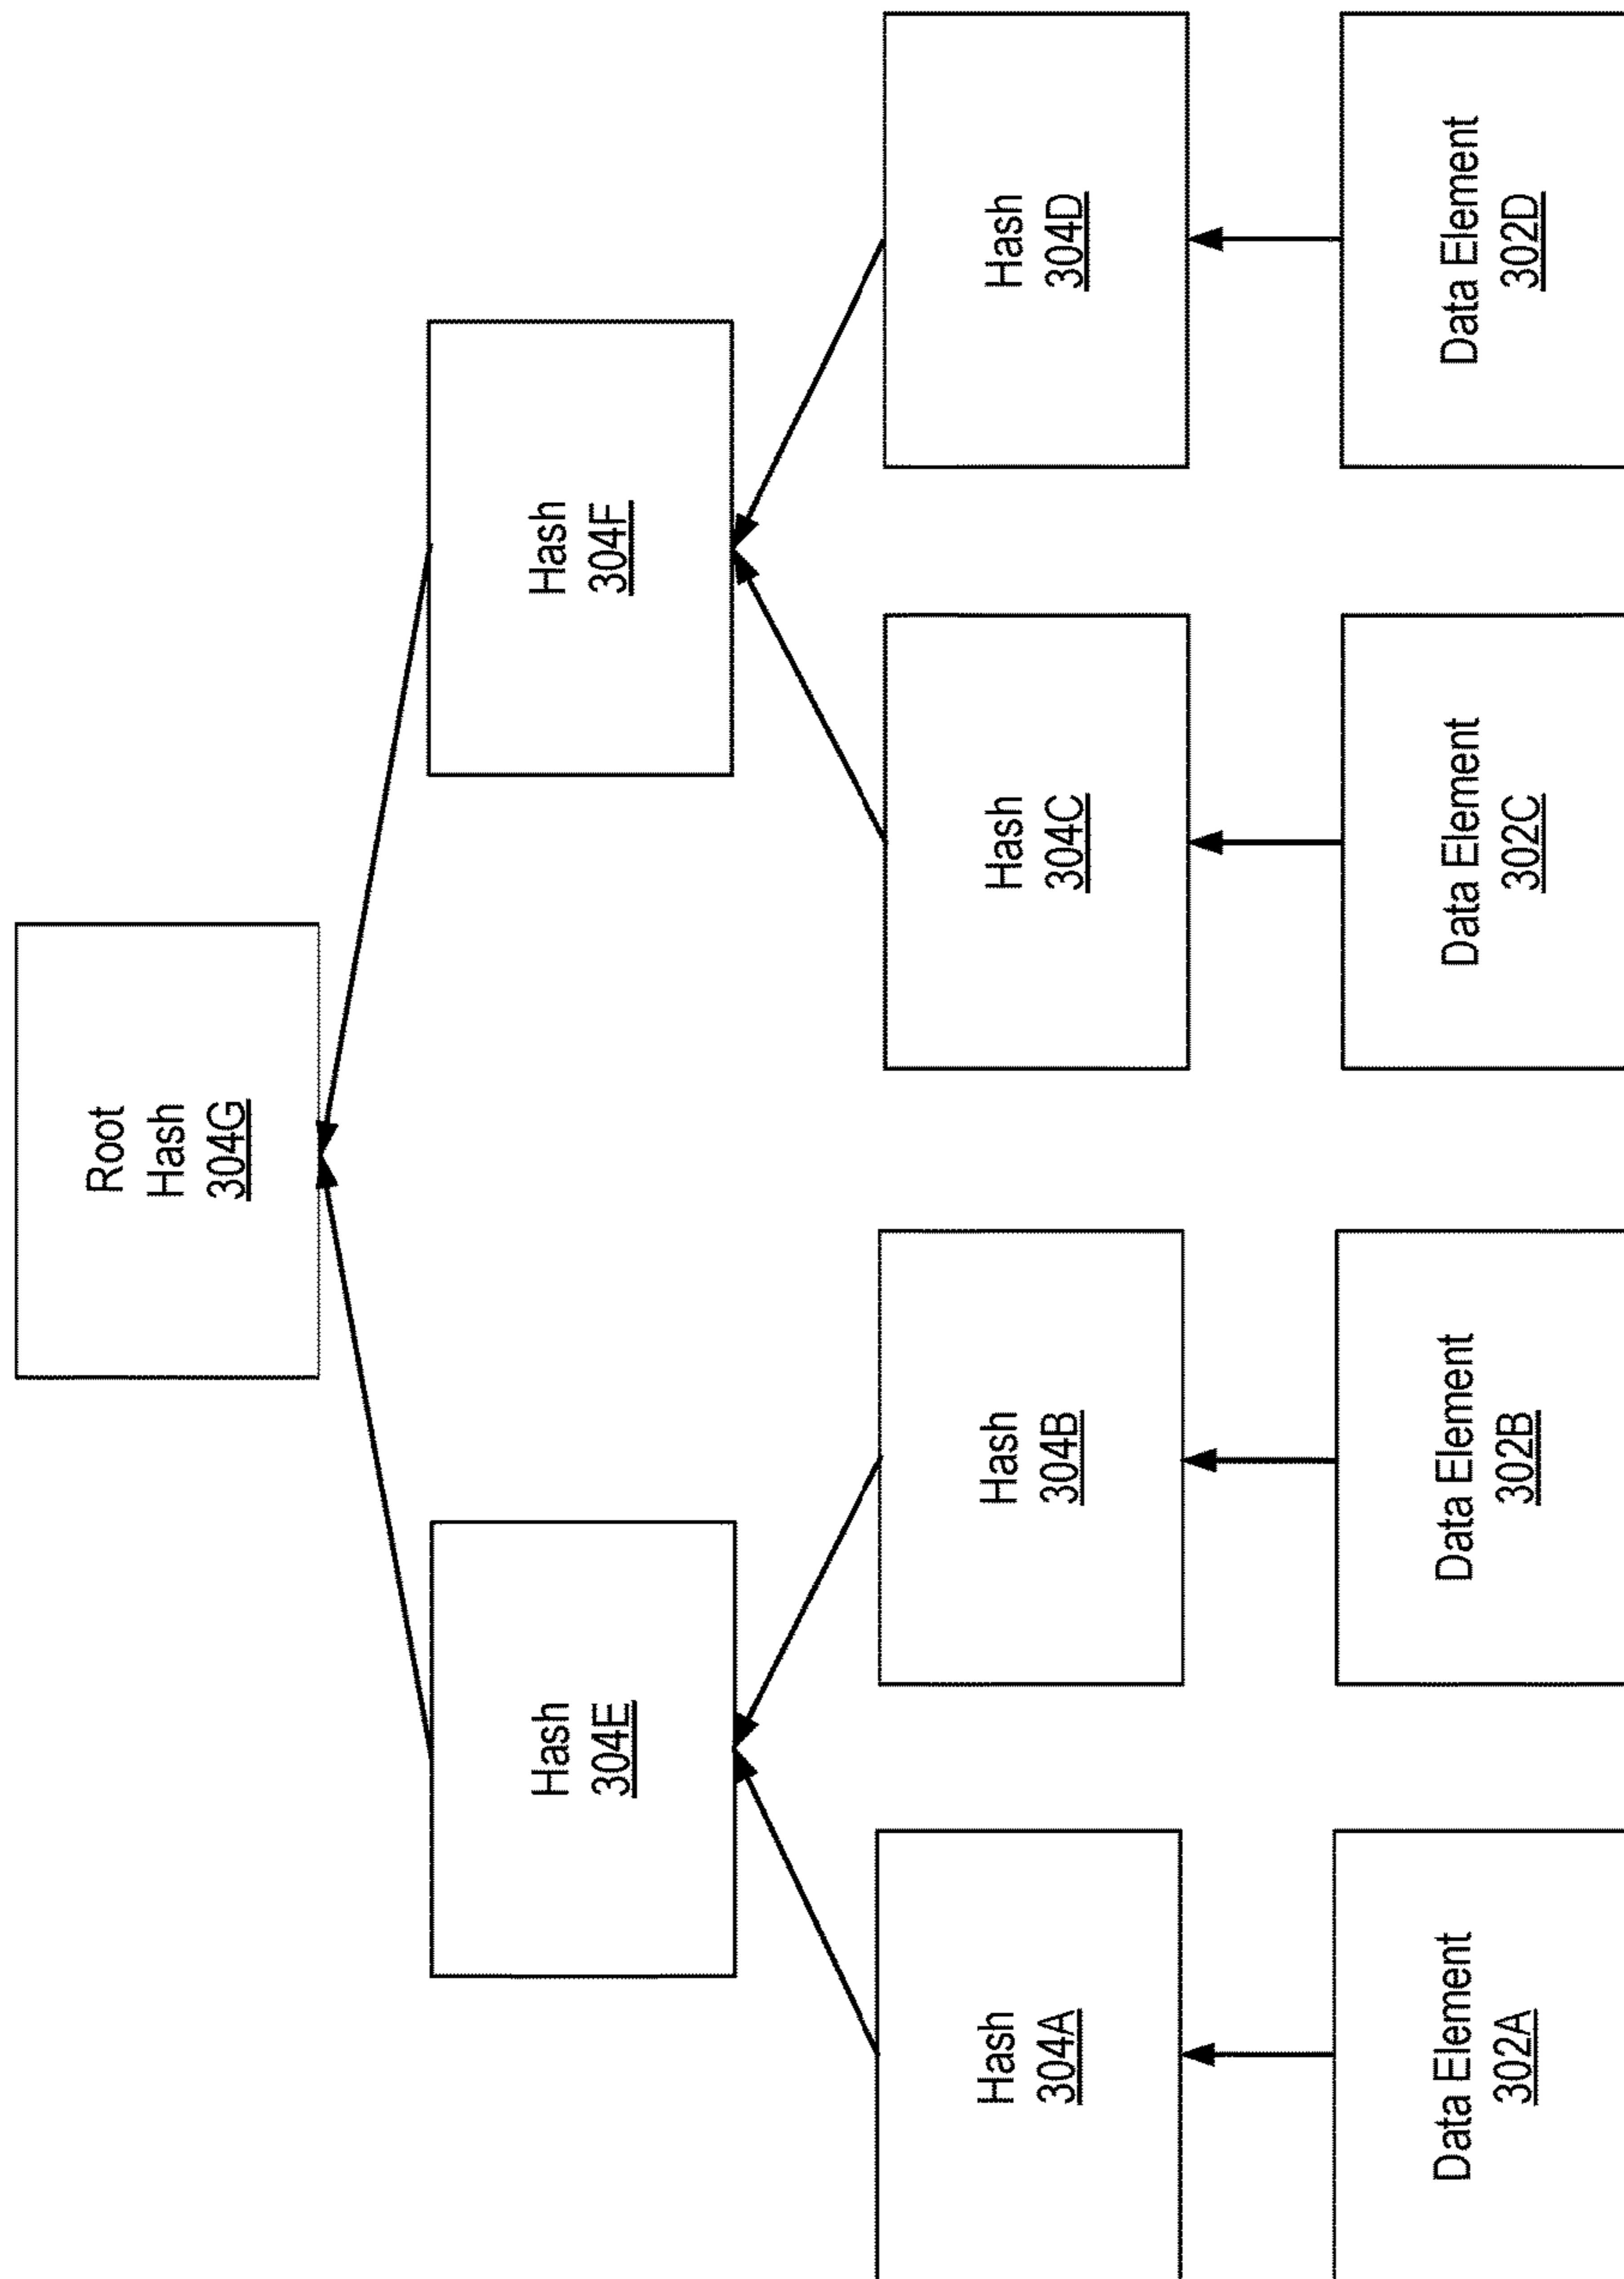 Root
Hash
304G
Hash
304E
Hash
304F
Hash
304A
Hash
304B
Hash
304C
Hash
304D
Data Element
302A
Data Element
302B
Data Element
302C
Data Element
302D